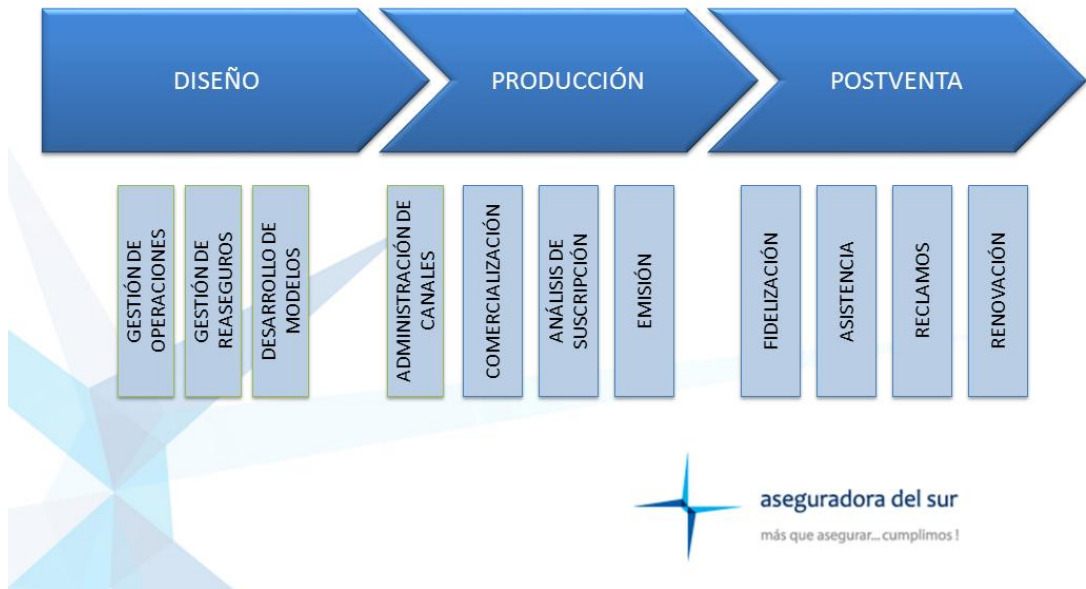 DISEÑO
PRODUCCIÓN
POSTVENTA
GESTIÓN DE
OPERACIONES
GESTIÓN DE
REASEGUROS
DESARROLLO DE
MODELOS
ADMINISTRACIÓN DE
CANALES
COMERCIALIZACIÓN
ANÁLISIS DE
SUSCRIPCIÓN
EMISIÓN
FIDELIZACIÓN
ASISTENCIA
RECLAMOS
RENOVACIÓN
aseguradora del sur
más que asegurar... cumplimos !